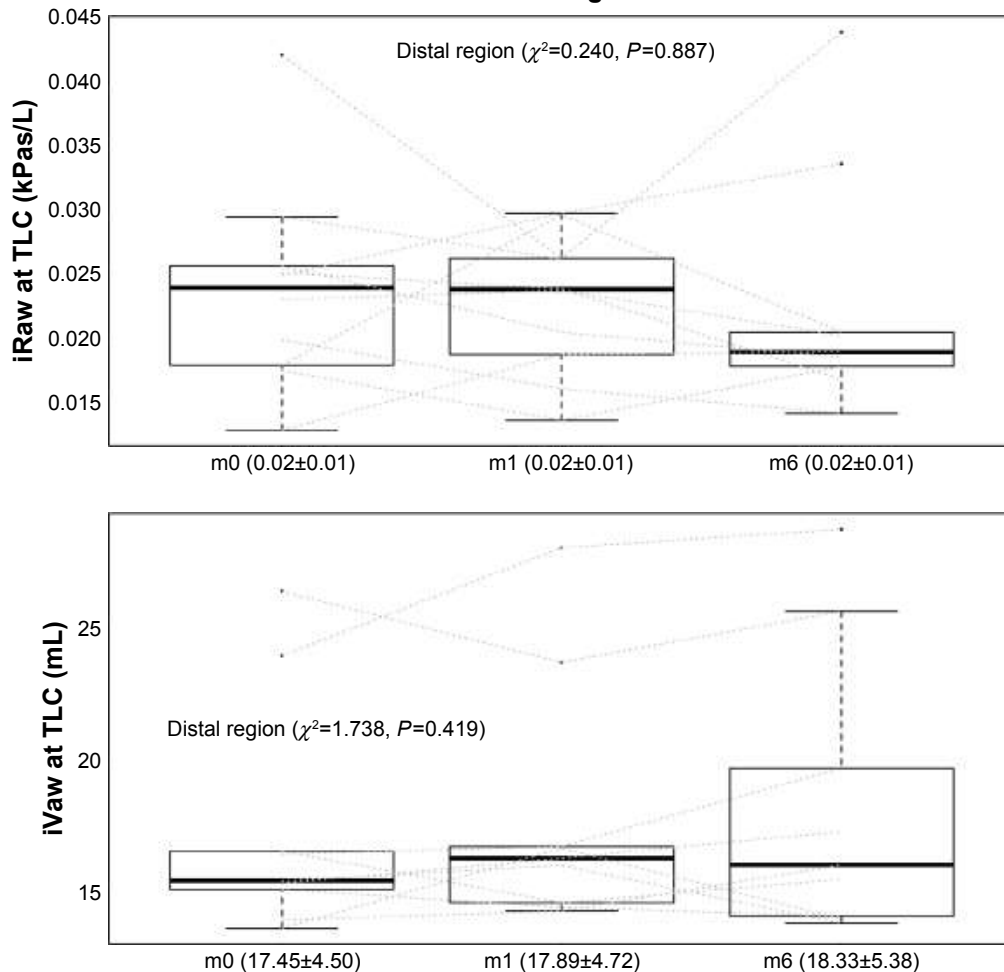 0.045
Distal region (χ²=0.240, P=0.887)
0.040
0.035
0.030
0.025
0.020
0.015
iRaw at TLC (kPas/L)
m0 (0.02±0.01) m1 (0.02±0.01) m6 (0.02±0.01)
25
Distal region (χ²=1.738, P=0.419)
20
15
iVaw at TLC (mL)
m0 (17.45±4.50) m1 (17.89±4.72) m6 (18.33±5.38)